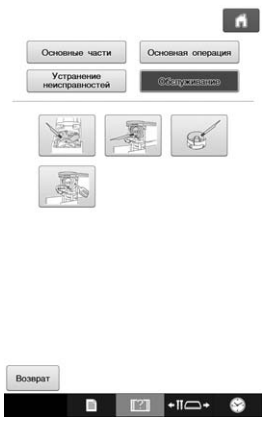 Основные части
Основная операция
Устранение
неисправностей
Обслуживание
Возврат